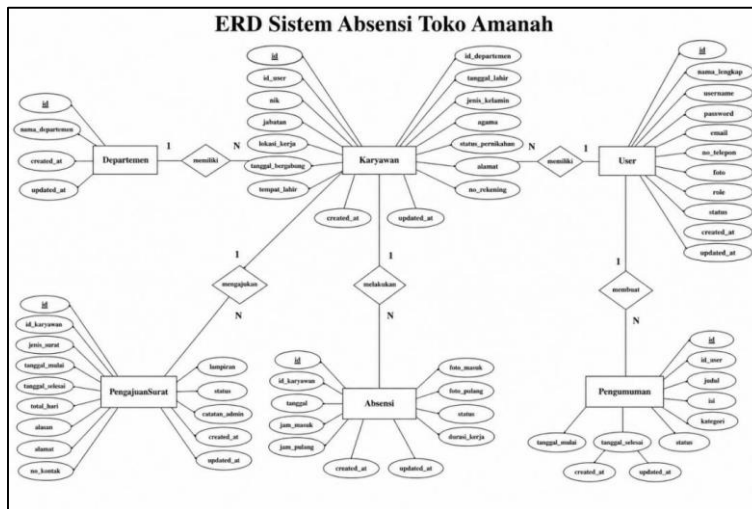 ERD Sistem Absensi Toko Amanah
id
nama_departemen
created_at
updated_at
Departemen
1
memiliki
N
id
id_user
nik
jabatan
lokasi_kerja
tanggal_bergabung
tempat_lahir
created_at
updated_at
Karyawan
id_departemen
tanggal_lahir
jenis_kelamin
agama
status_pernikahan
alamat
no_rekening
N
memiliki
1
User
id
nama_lengkap
username
password
email
no_telepon
foto
role
status
created_at
updated_at
1
mengajukan
N
1
melakukan
N
1
membuat
N
id
id_karyawan
jenis_surat
tanggal_mulai
tanggal_selesai
total_hari
alasan
alamat
no_kontak
PengajuanSurat
lampiran
status
catatan_admin
created_at
updated_at
id
id_karyawan
tanggal
jam_masuk
jam_pulang
created_at
updated_at
Absensi
foto_masuk
foto_pulang
status
durasi_kerja
Pengumuman
id
id_user
judul
isi
kategori
tanggal_mulai
tanggal_selesai
status
created_at
updated_at